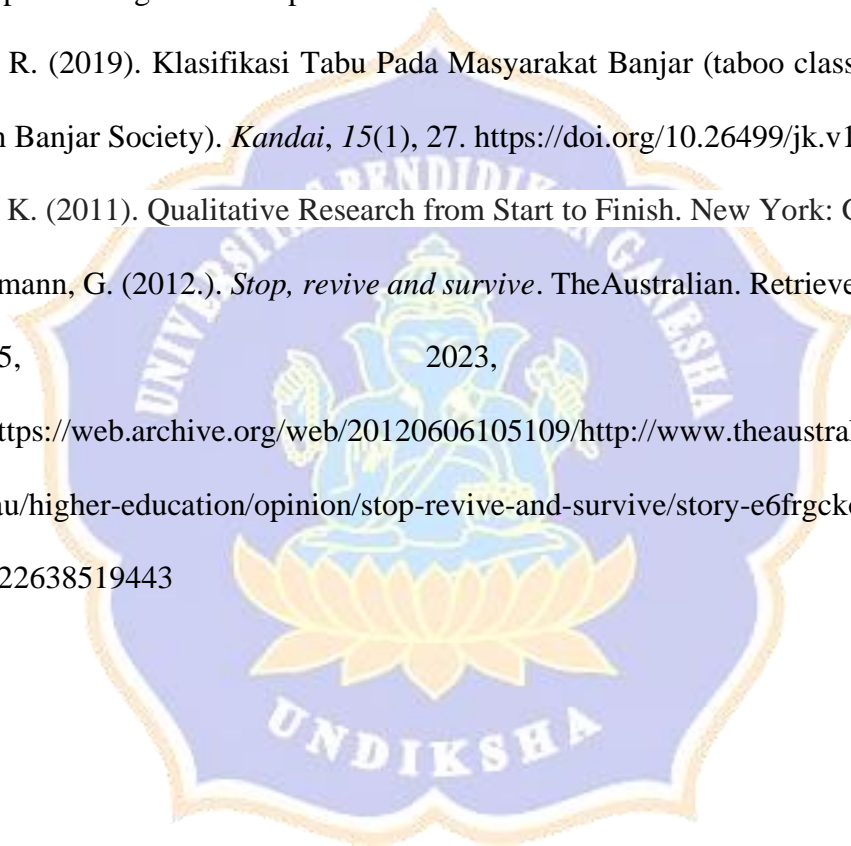 R. (2019). Klasifikasi Tabu Pada Masyarakat Banjar (taboo class
Banjar Society). Kandai, 15(1), 27. https://doi.org/10.26499/jk.v1
K. (2011). Qualitative Research from Start to Finish. New York:
mann, G. (2012.). Stop, revive and survive. TheAustralian. Retrieve
5, 2023,
ttps://web.archive.org/web/20120606105109/http://www.theaustral
au/higher-education/opinion/stop-revive-and-survive/story-e6frgck
22638519443
UNIVERSITAS PENDIDIKAN GANESHA
UNDIKSHA